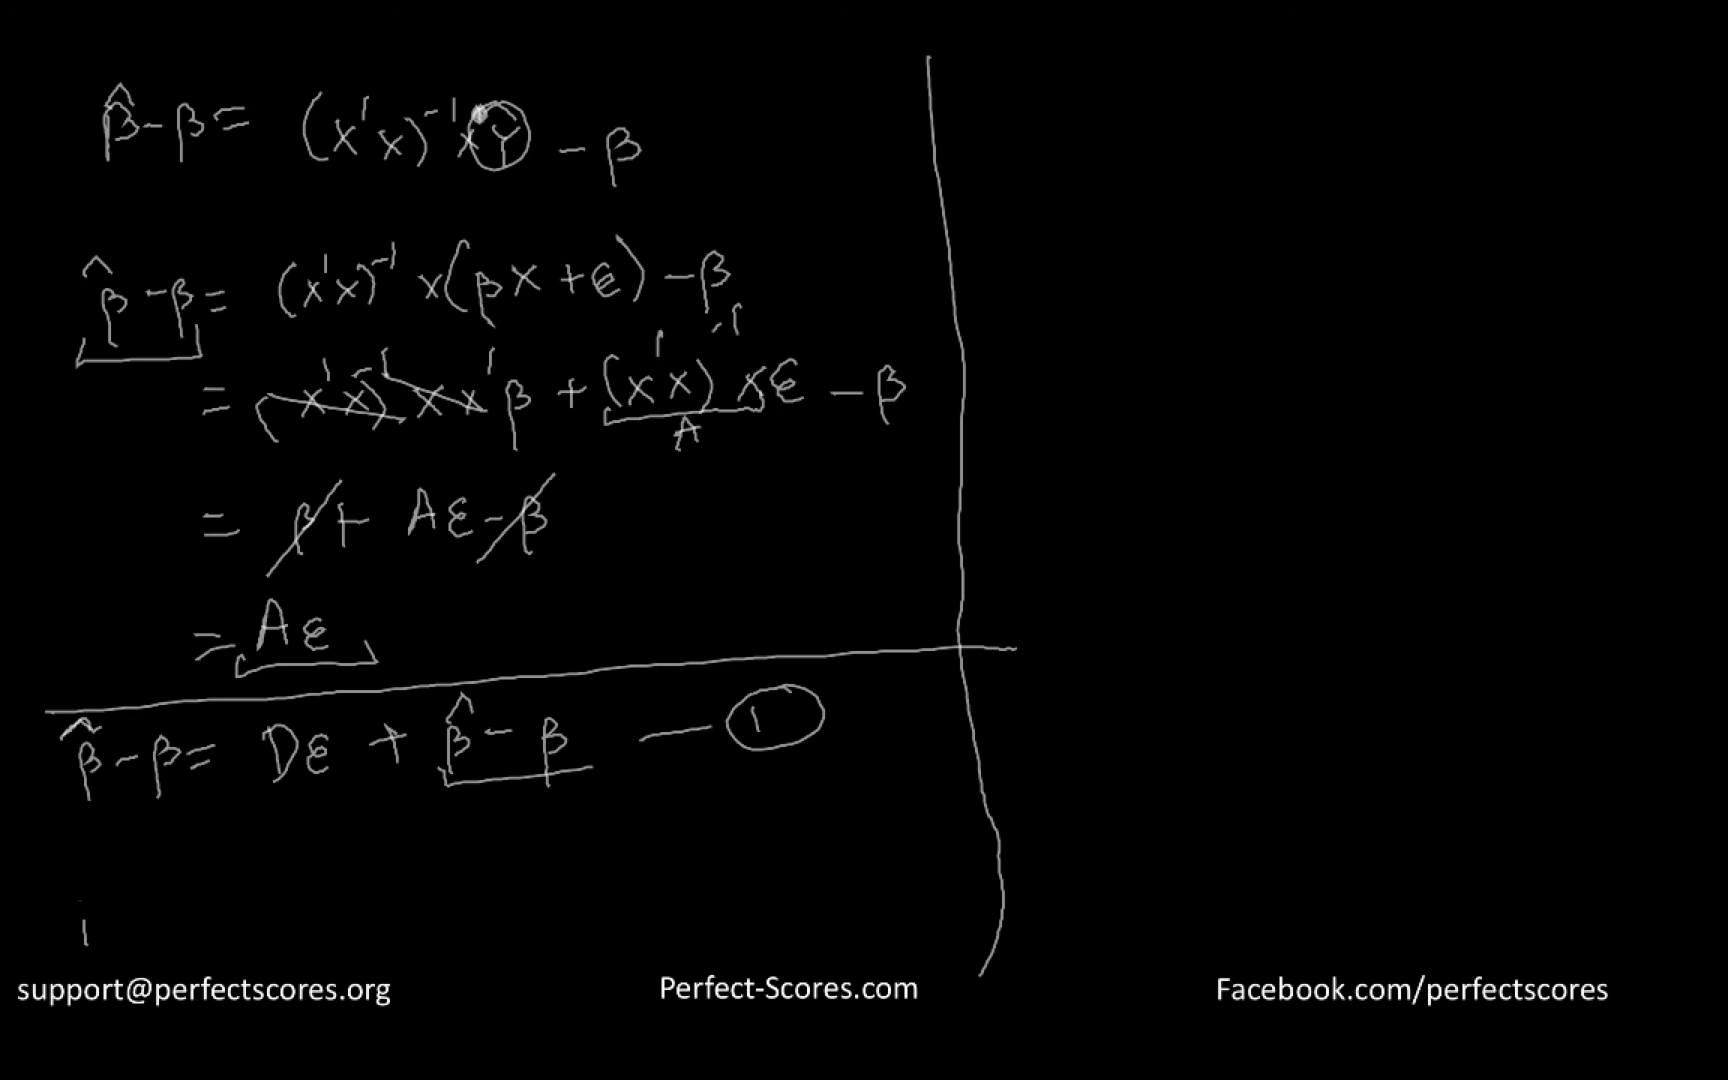 β̂ - β = (x'x)⁻¹ x Y - β
β̂ - β = (x'x)⁻¹ x(βx + ε) - β
= (x'x)⁻¹ x x' β + (x'x)⁻¹ x ε - β
A
= β + Aε - β
= Aε
β̂ - β = Dε + β̂ - β — 1
support@perfectscores.org
Perfect-Scores.com
Facebook.com/perfectscores